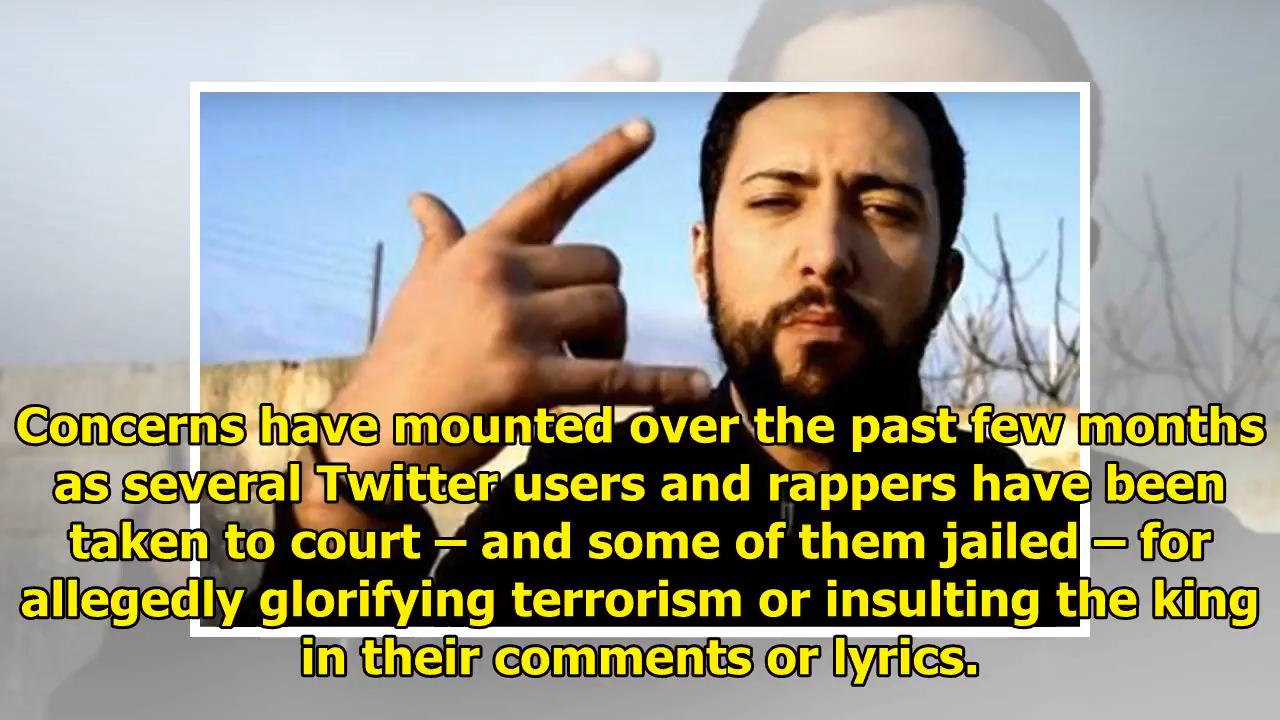 Concerns have mounted over the past few months
as several Twitter users and rappers have been
taken to court – and some of them jailed – for
allegedly glorifying terrorism or insulting the king
in their comments or lyrics.